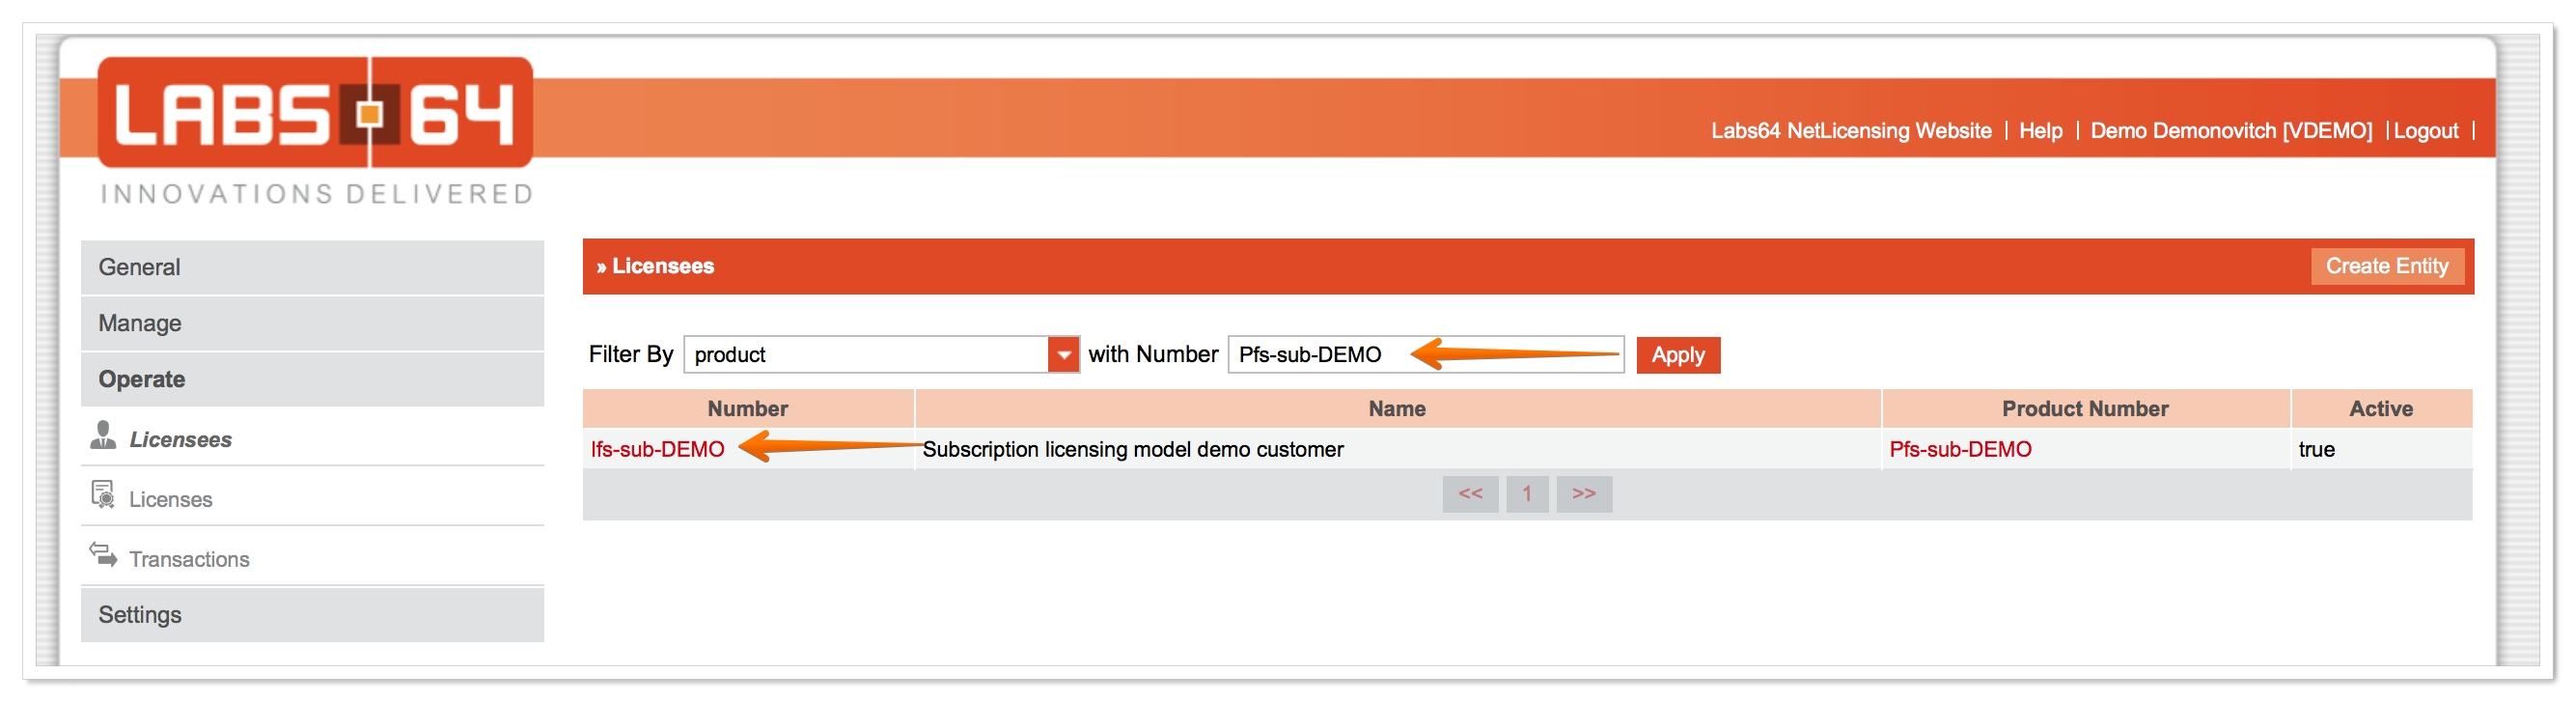 LABS 64
INNOVATIONS DELIVERED
Labs64 NetLicensing Website | Help | Demo Demonovitch [VDEMO] | Logout |
General
Manage
Operate
Licensees
Licenses
Transactions
Settings
» Licensees Create Entity
Filter By product with Number Pfs-sub-DEMO Apply
Number Name Product Number Active
lfs-sub-DEMO Subscription licensing model demo customer Pfs-sub-DEMO true
<< 1 >>